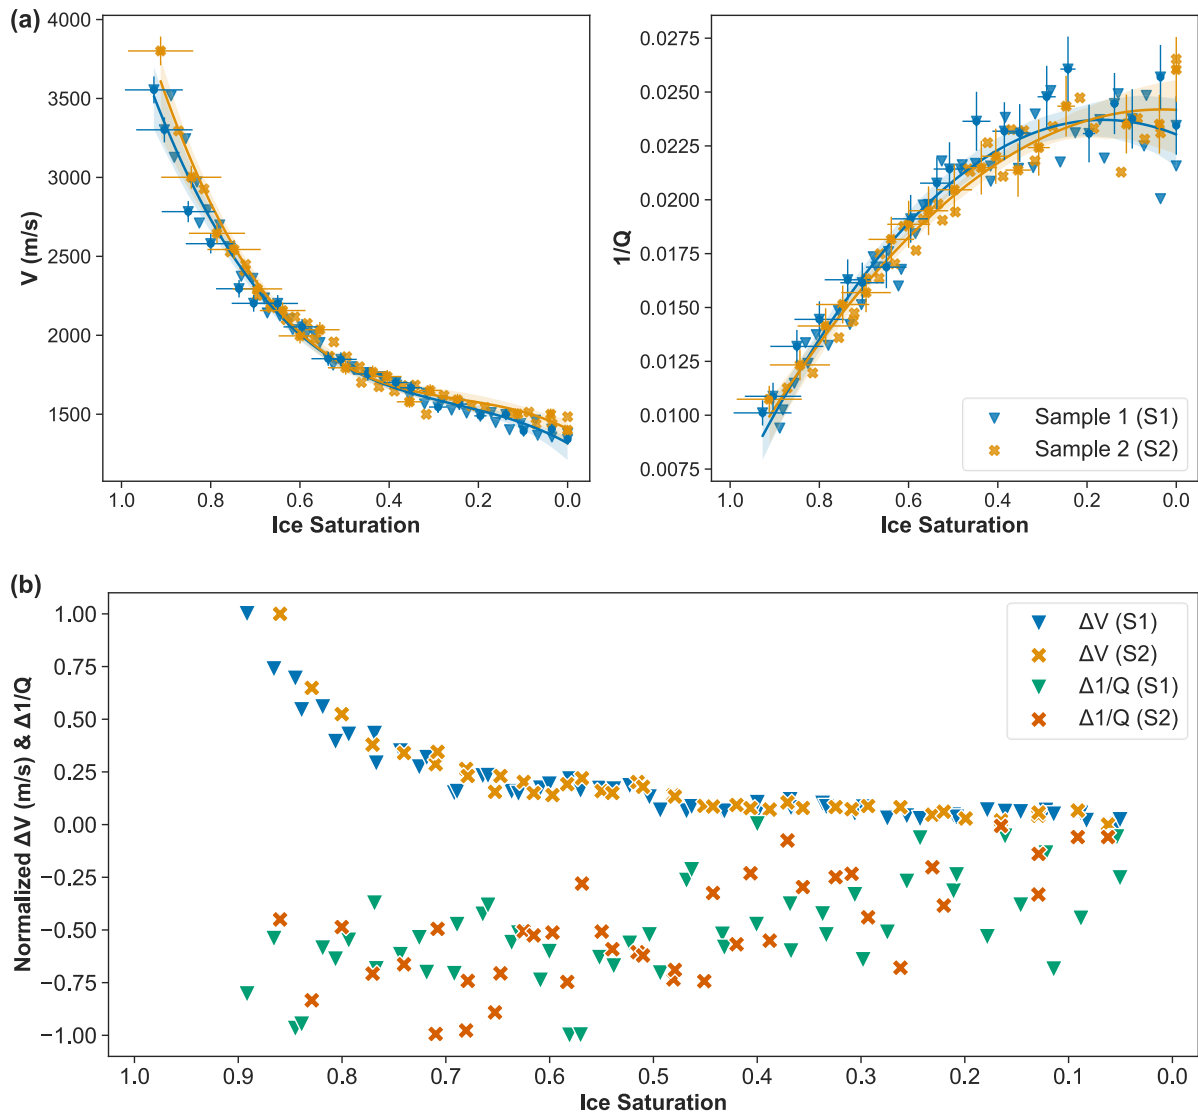 (a)
4000
3500
3000
2500
2000
1500
V (m/s)
1.0 0.8 0.6 0.4 0.2 0.0
Ice Saturation
0.0275
0.0250
0.0225
0.0200
0.0175
0.0150
0.0125
0.0100
0.0075
1/Q
Sample 1 (S1)
Sample 2 (S2)
1.0 0.8 0.6 0.4 0.2 0.0
Ice Saturation
(b)
1.00
0.75
0.50
0.25
0.00
−0.25
−0.50
−0.75
−1.00
Normalized ΔV (m/s) & Δ1/Q
ΔV (S1)
ΔV (S2)
Δ1/Q (S1)
Δ1/Q (S2)
1.0 0.9 0.8 0.7 0.6 0.5 0.4 0.3 0.2 0.1 0.0
Ice Saturation